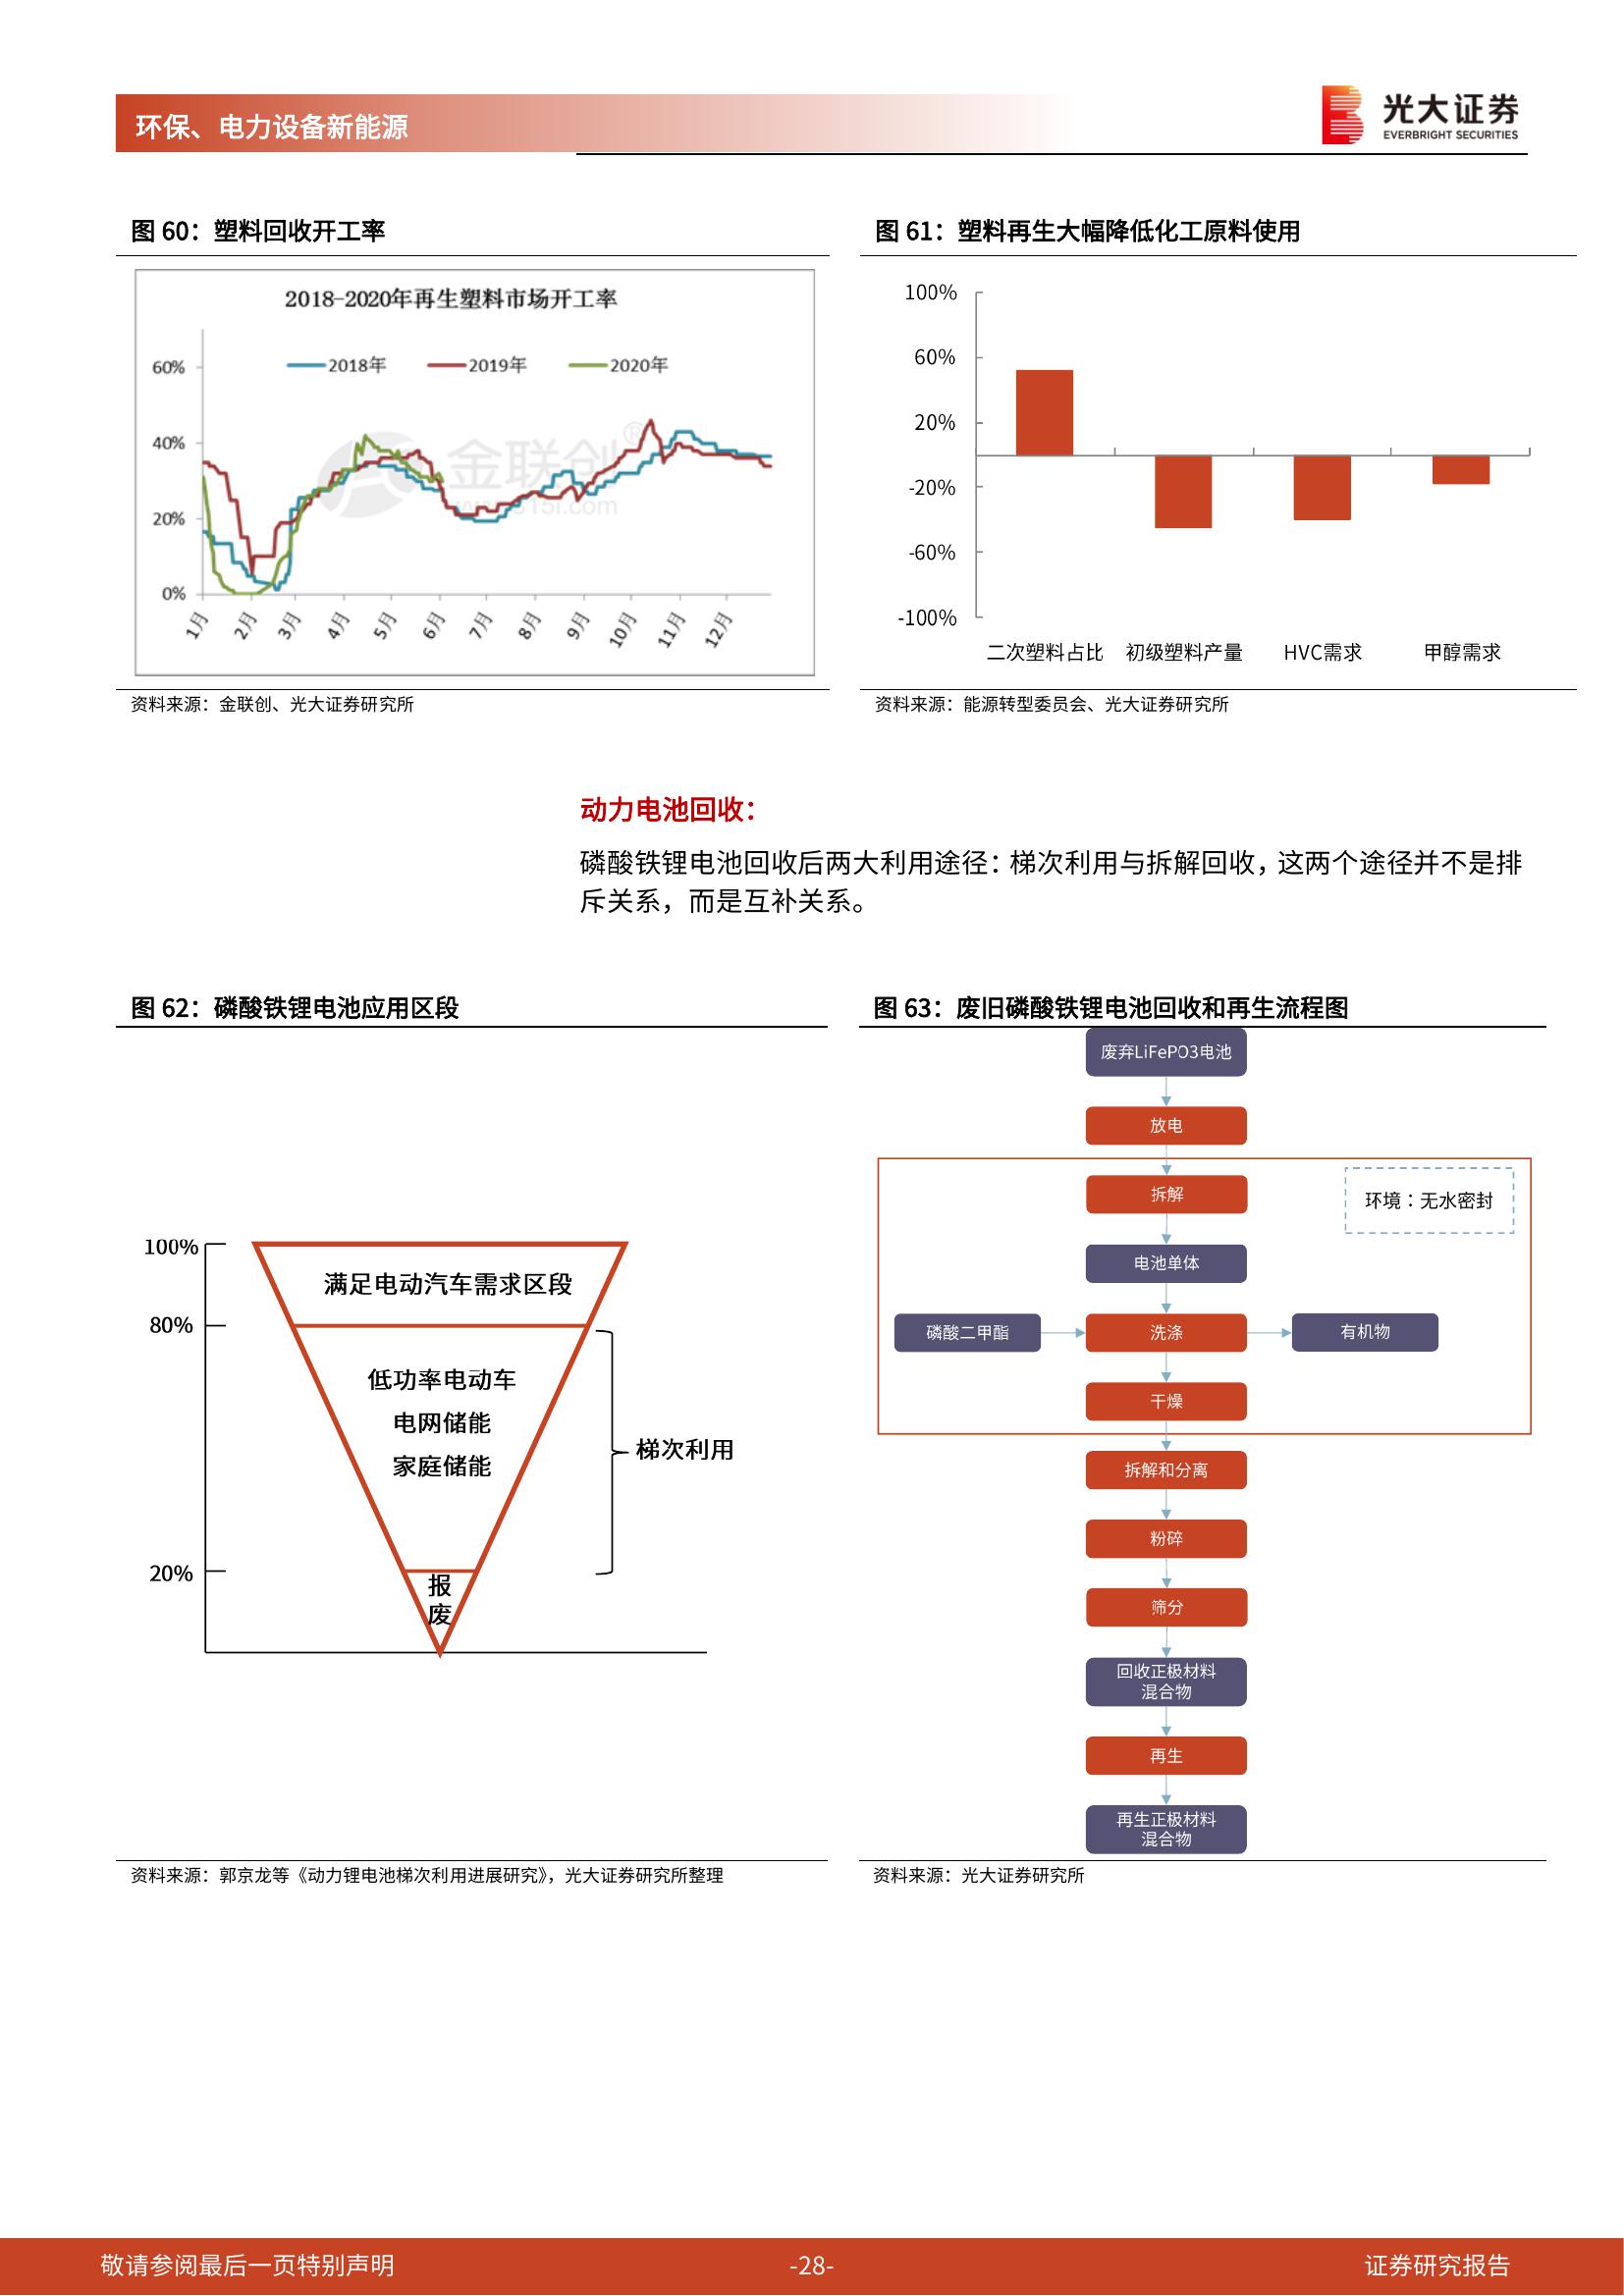 环保、电力设备新能源
光大证券
EVERBRIGHT SECURITIES
图 60：塑料回收开工率
2018-2020年再生塑料市场开工率
2018年 2019年 2020年
60%
40%
20%
0%
1月 2月 3月 4月 5月 6月 7月 8月 9月 10月 11月 12月
金联创®
资料来源：金联创、光大证券研究所
图 61：塑料再生大幅降低化工原料使用
100%
60%
20%
-20%
-60%
-100%
二次塑料占比 初级塑料产量 HVC需求 甲醇需求
资料来源：能源转型委员会、光大证券研究所
动力电池回收：
磷酸铁锂电池回收后两大利用途径：梯次利用与拆解回收，这两个途径并不是排
斥关系，而是互补关系。
图 62：磷酸铁锂电池应用区段
100%
满足电动汽车需求区段
80%
低功率电动车
电网储能
家庭储能
梯次利用
20%
报
废
资料来源：郭京龙等《动力锂电池梯次利用进展研究》，光大证券研究所整理
图 63：废旧磷酸铁锂电池回收和再生流程图
废弃LiFePO3电池
放电
拆解
环境：无水密封
电池单体
磷酸二甲酯 洗涤 有机物
干燥
拆解和分离
粉碎
筛分
回收正极材料
混合物
再生
再生正极材料
混合物
资料来源：光大证券研究所
敬请参阅最后一页特别声明 -28- 证券研究报告